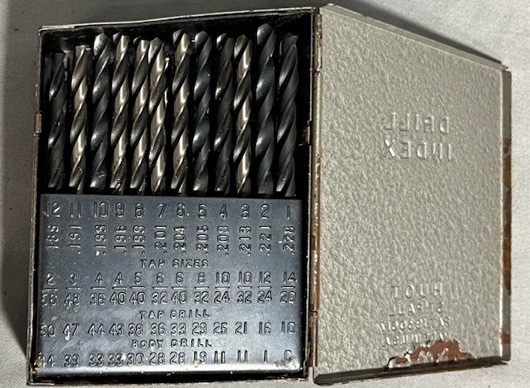 12 11 10 9 8 7 6 5 4 3 2 1
.189 .191 .193 .196 .199 .201 .204 .205 .209 .213 .221 .228
TAP SIZES
2 3 4 4 5 6 6 8 10 10 12 14
56 48 36 40 40 32 40 32 24 32 24 20
TAP DRILL
50 47 44 43 38 36 33 29 25 21 16 10
BODY DRILL
44 39 33 33 30 28 28 19 11 11 1
DRILL
INDEX
HUOT
ST. PAUL